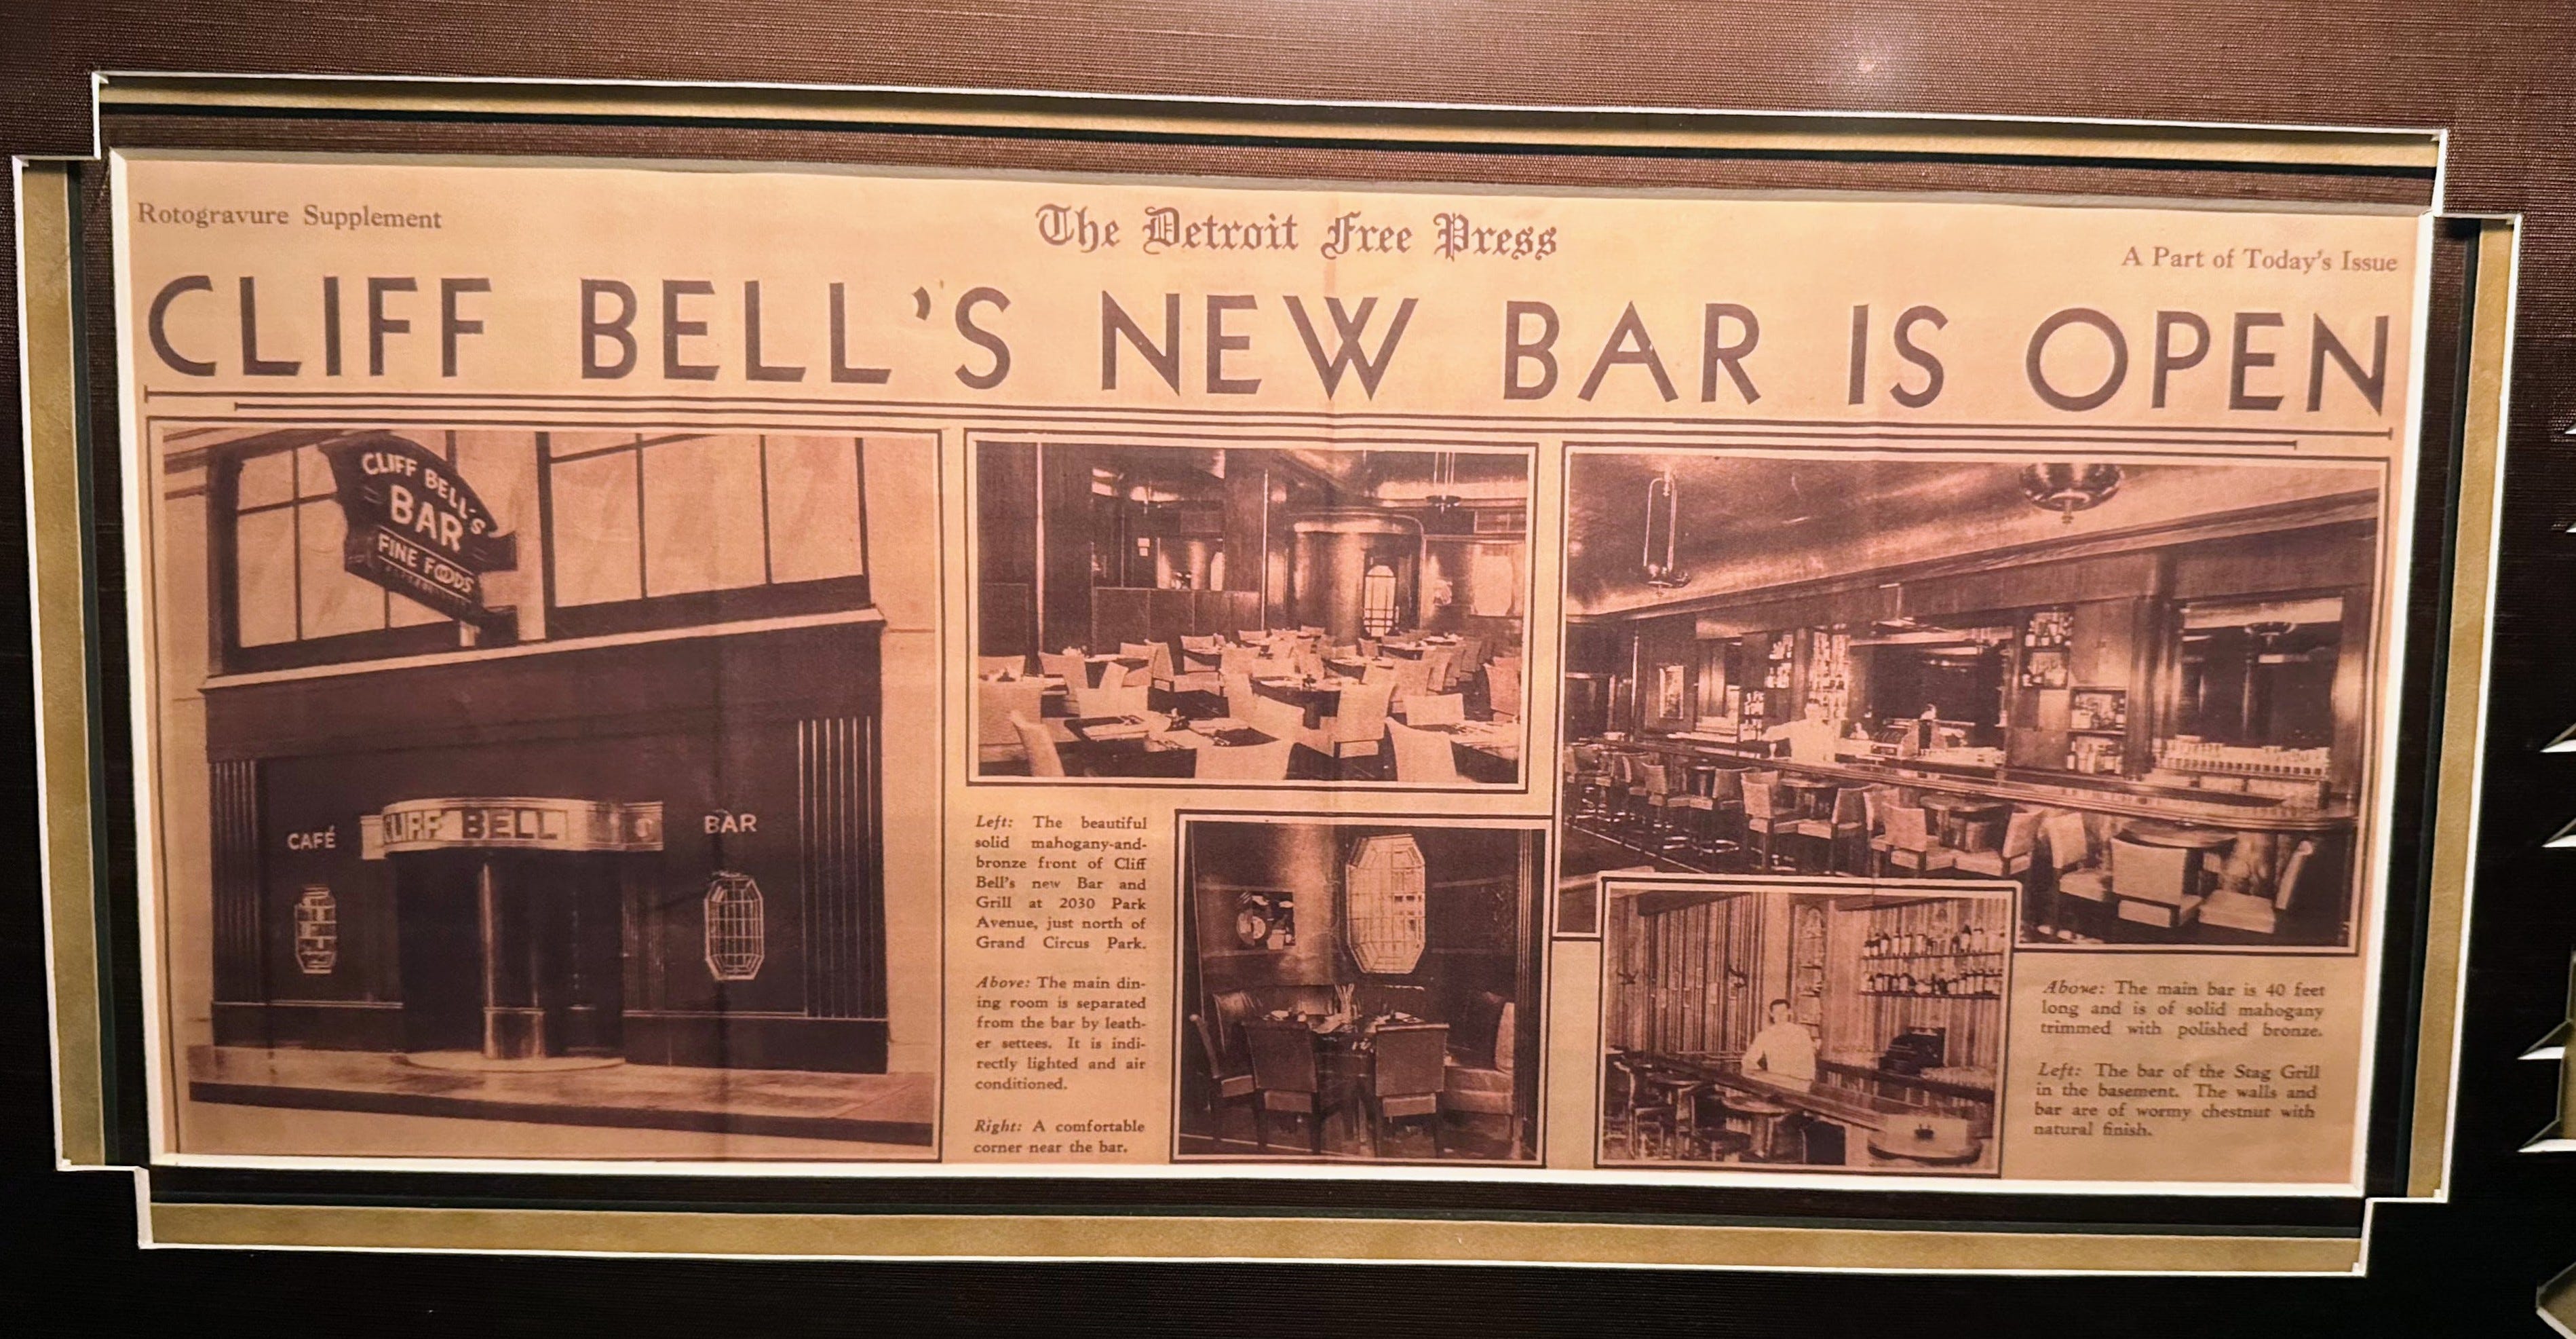 Rotogravure Supplement
The Detroit Free Press
A Part of Today's Issue
CLIFF BELL'S NEW BAR IS OPEN
CLIFF BELL'S
BAR
FINE FOODS
CAFÉ
CLIFF BELL
BAR
Left: The beautiful
solid mahogany-and-
bronze front of Cliff
Bell's new Bar and
Grill at 2030 Park
Avenue, just north of
Grand Circus Park.
Above: The main din-
ing room is separated
from the bar by leath-
er settees. It is indi-
rectly lighted and air
conditioned.
Right: A comfortable
corner near the bar.
Above: The main bar is 40 feet
long and is of solid mahogany
trimmed with polished bronze.
Left: The bar of the Stag Grill
in the basement. The walls and
bar are of wormy chestnut with
natural finish.